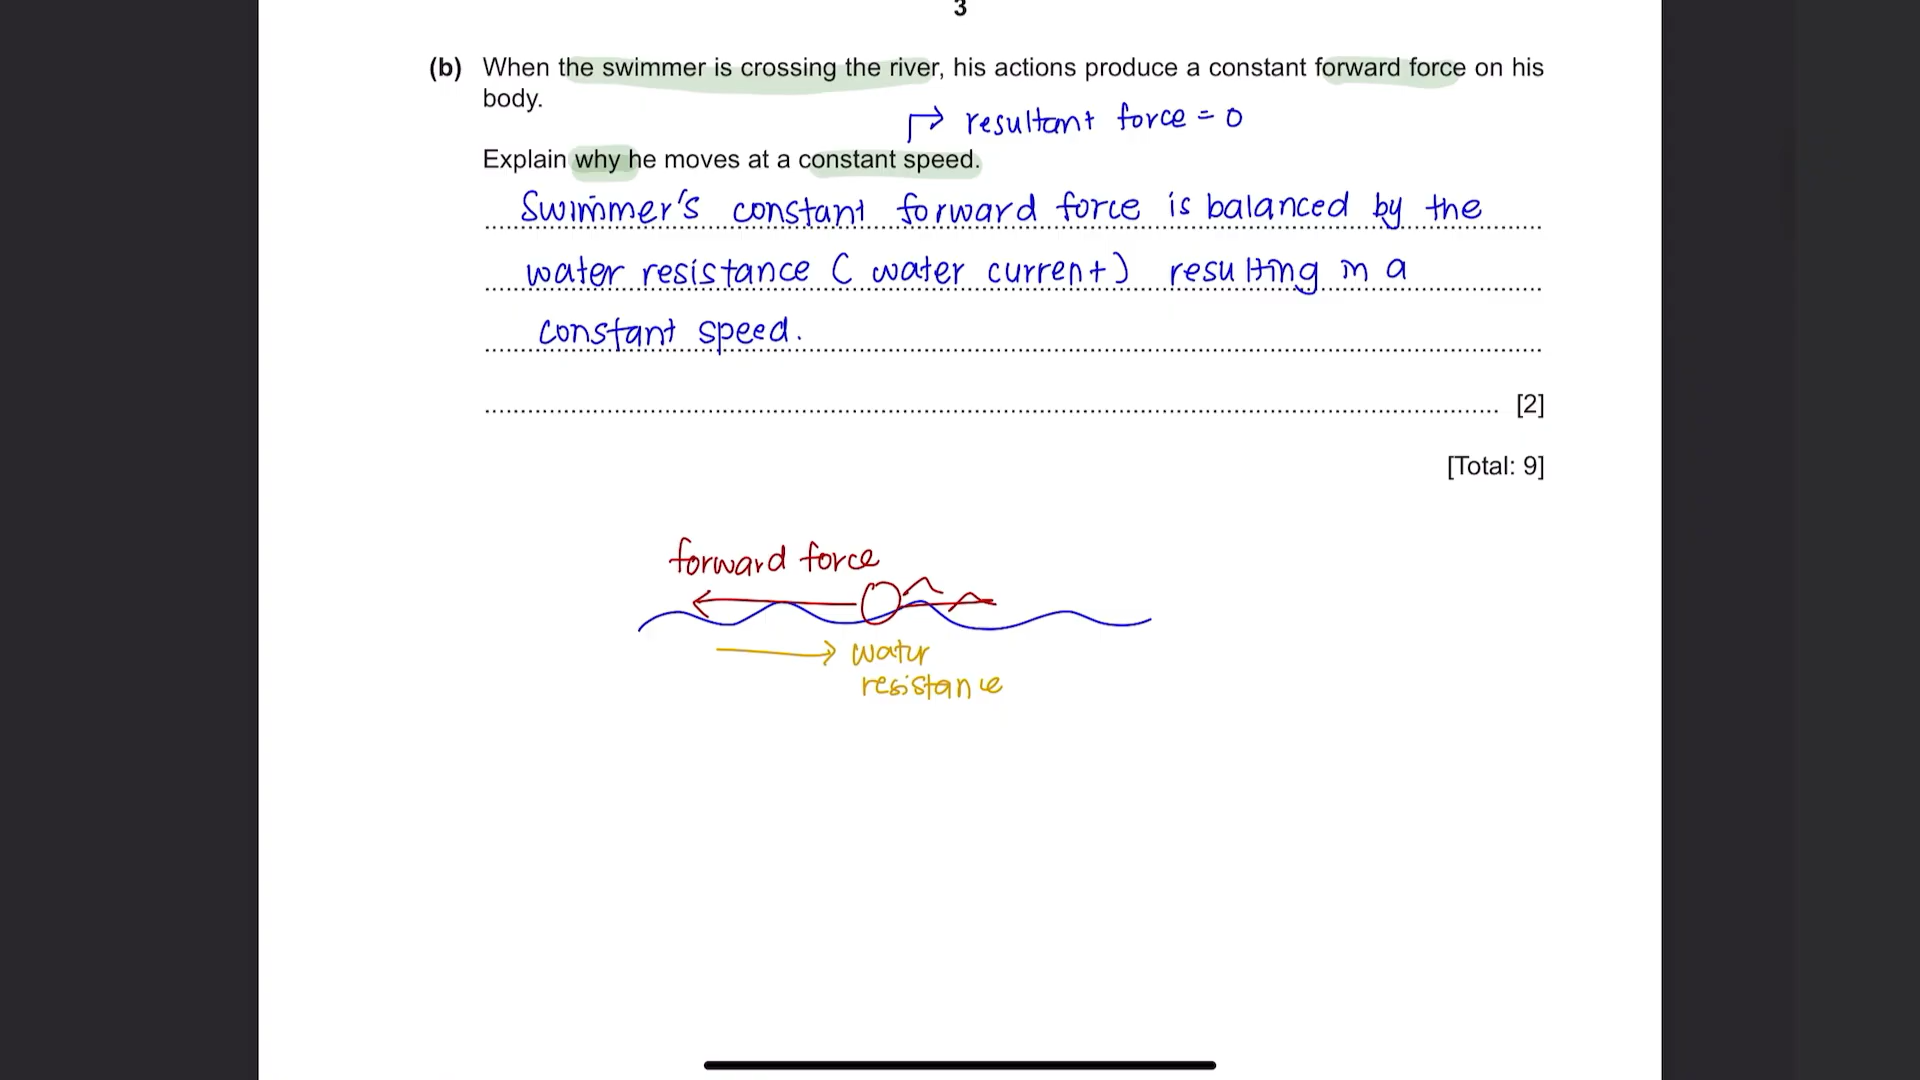 3
(b) When the swimmer is crossing the river, his actions produce a constant forward force on his
body.
↱ resultant force = 0
Explain why he moves at a constant speed.
Swimmer's constant forward force is balanced by the
water resistance ( water current) resulting in a
constant speed.
[2]
[Total: 9]
forward force
water
resistance